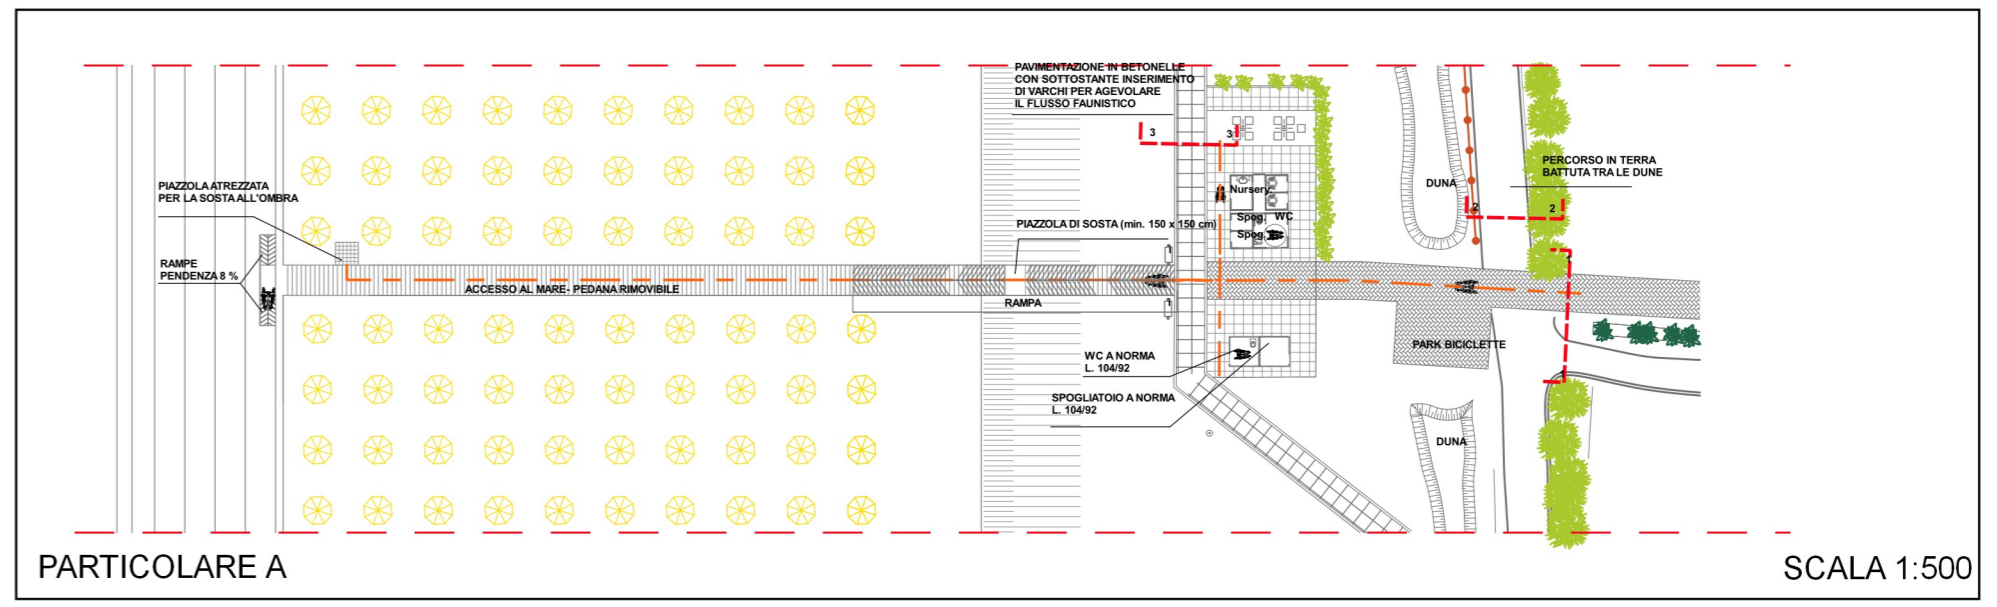 PAVIMENTAZIONE IN BETONELLE
CON SOTTOSTANTE INSERIMENTO
DI VARCHI PER AGEVOLARE
IL FLUSSO FAUNISTICO
3
3
PERCORSO IN TERRA
BATTUTA TRA LE DUNE
DUNA
PIAZZOLA ATREZZATA
PER LA SOSTA ALL'OMBRA
Nursery
2
2
Spog.
WC
PIAZZOLA DI SOSTA (min. 150 x 150 cm)
Spog.
RAMPE
PENDENZA 8 %
1
ACCESSO AL MARE- PEDANA RIMOVIBILE
RAMPA
PARK BICICLETTE
WC A NORMA
L. 104/92
1
SPOGLIATOIO A NORMA
L. 104/92
DUNA
PARTICOLARE A
SCALA 1:500